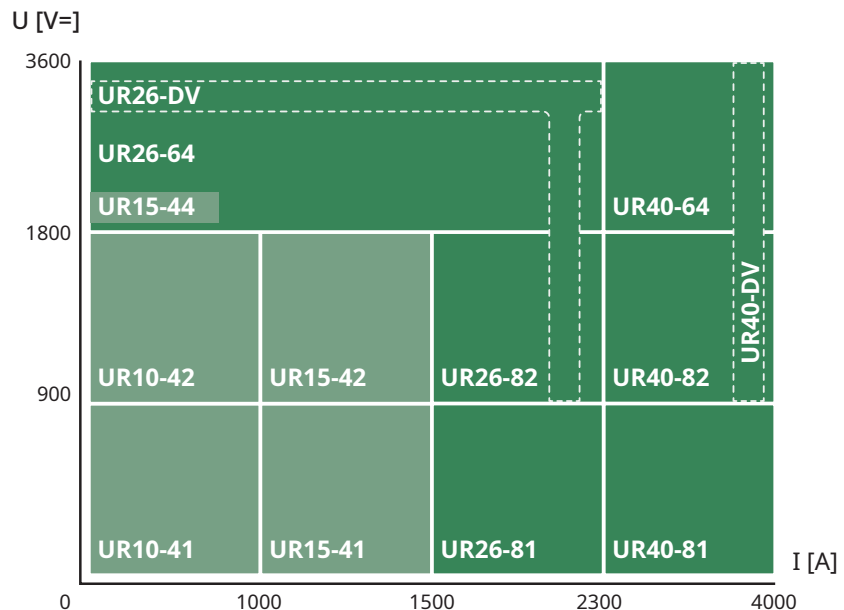 U [V=]
3600
UR26-DV
UR26-64
UR15-44
UR40-64
1800
UR40-DV
UR10-42
UR15-42
UR26-82
UR40-82
900
UR10-41
UR15-41
UR26-81
UR40-81
I [A]
0
1000
1500
2300
4000